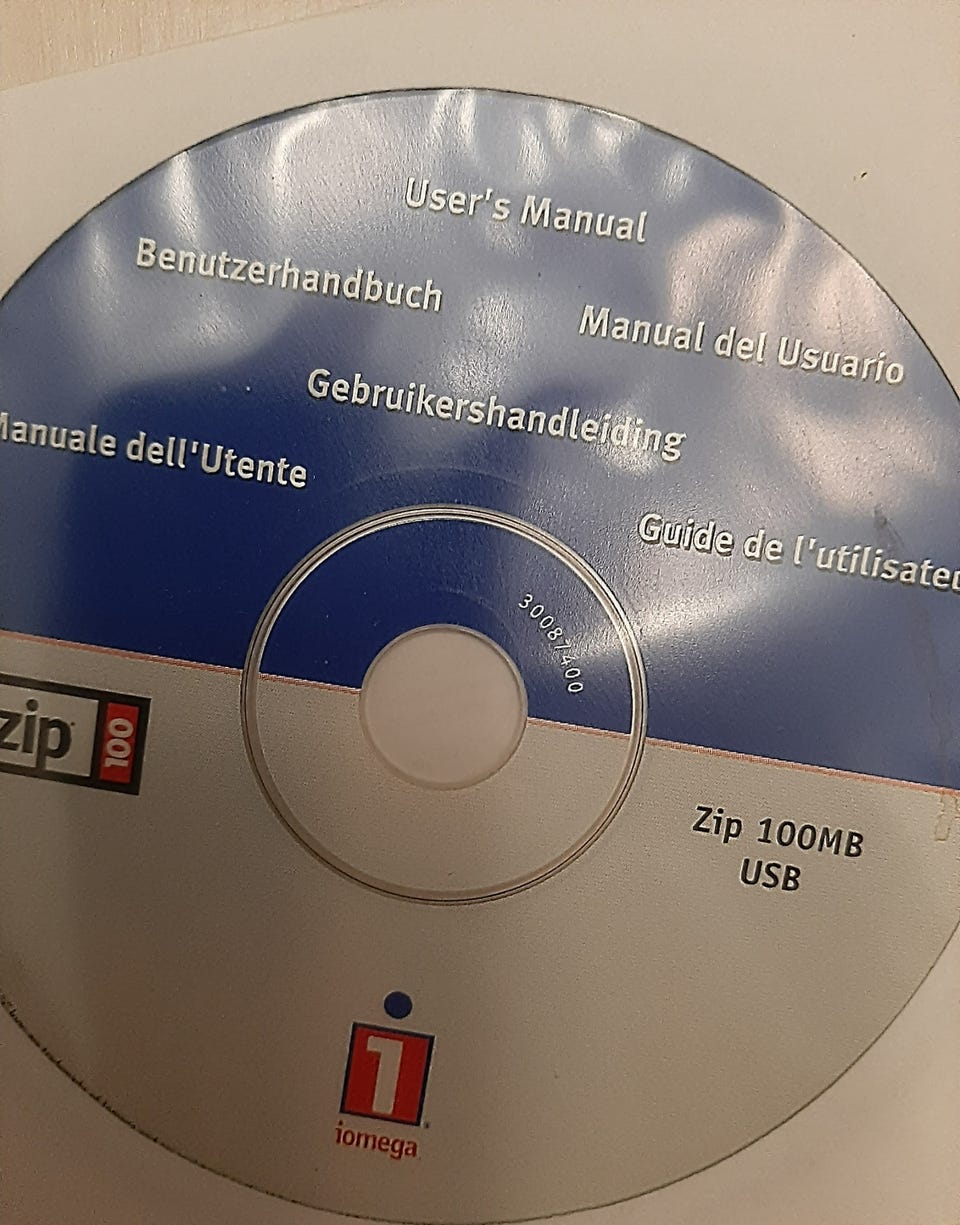 User's Manual
Benutzerhandbuch
Manual del Usuario
Gebruikershandleiding
Manuale dell'Utente
Guide de l'utilisateu
30087400
zip 100
Zip 100MB
USB
iomega